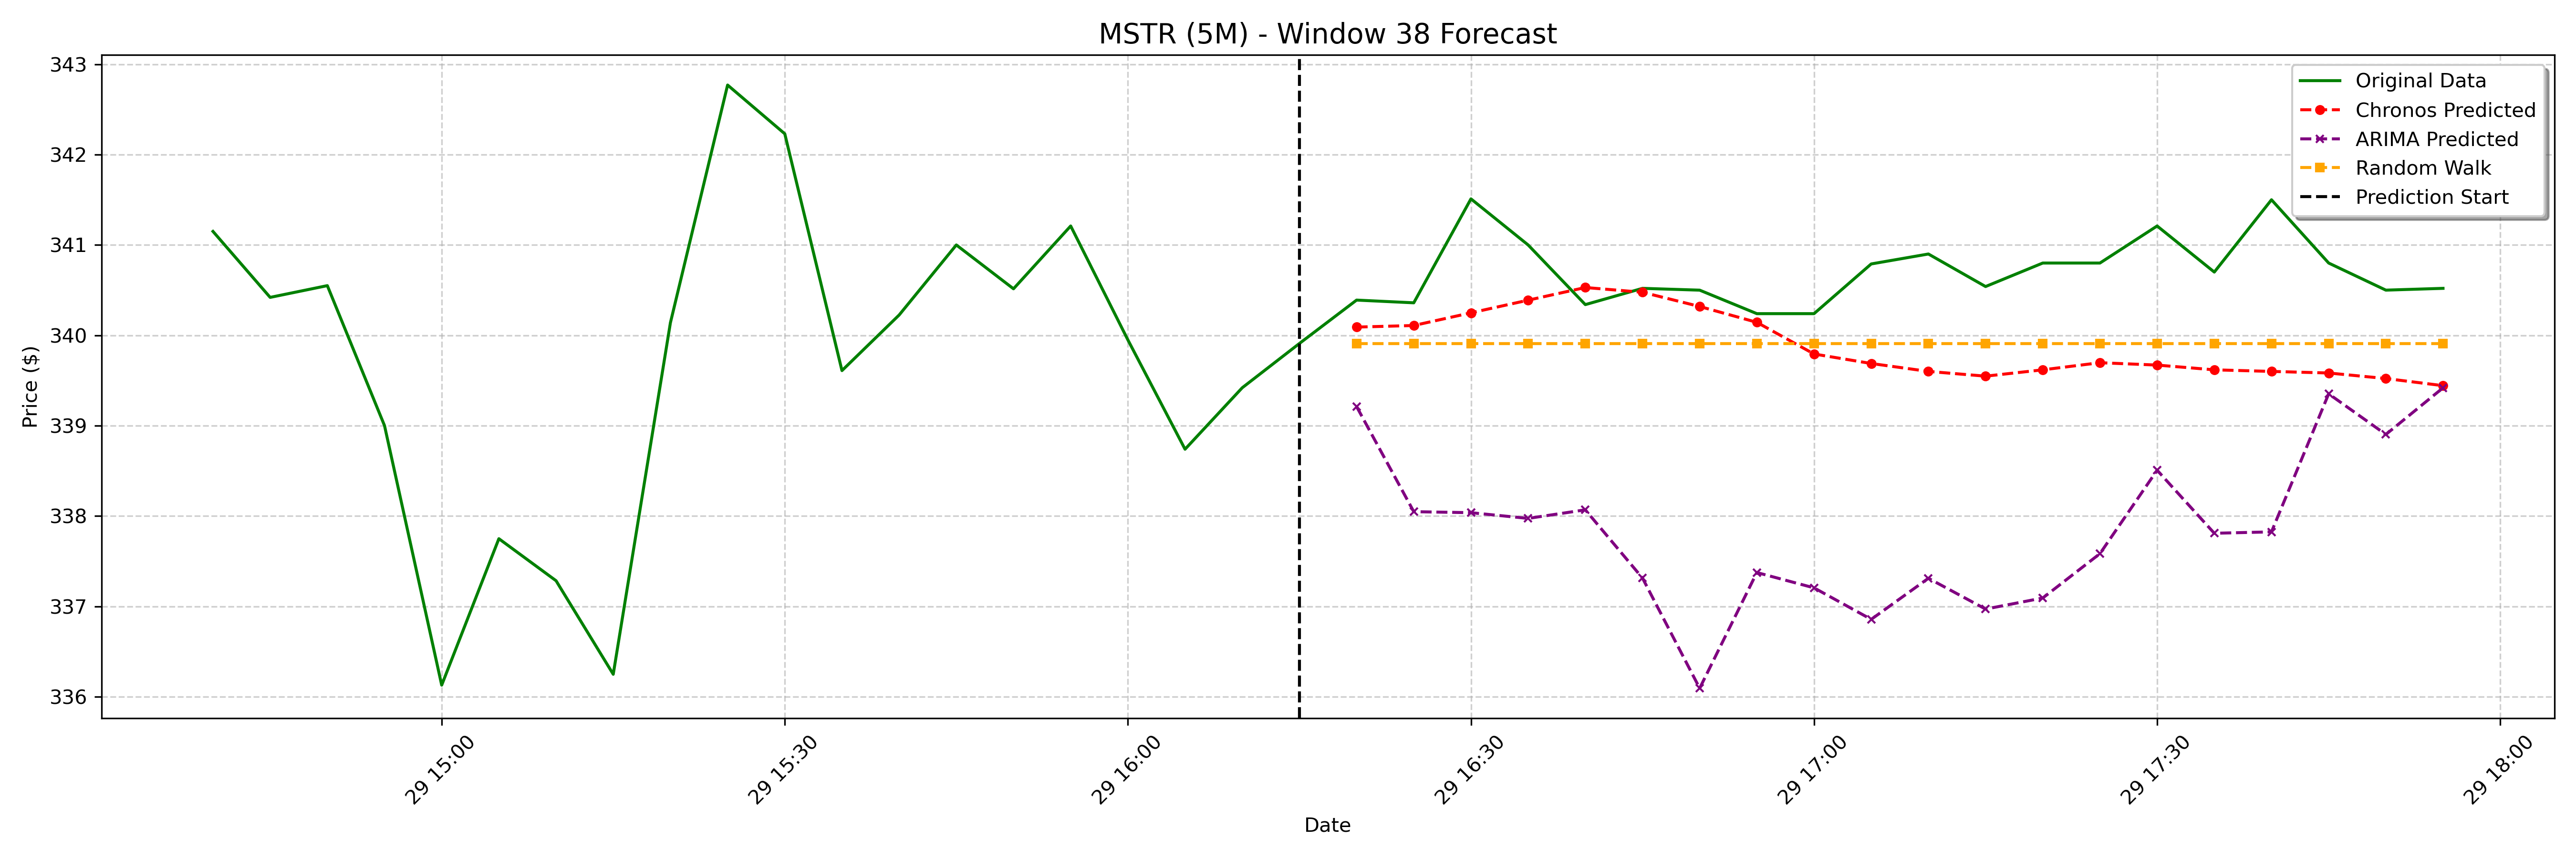 MSTR (5M) - Window 38 Forecast
Price ($)
343
342
341
340
339
338
337
336
Original Data
Chronos Predicted
ARIMA Predicted
Random Walk
Prediction Start
29 15:00
29 15:30
29 16:00
29 16:30
29 17:00
29 17:30
29 18:00
Date